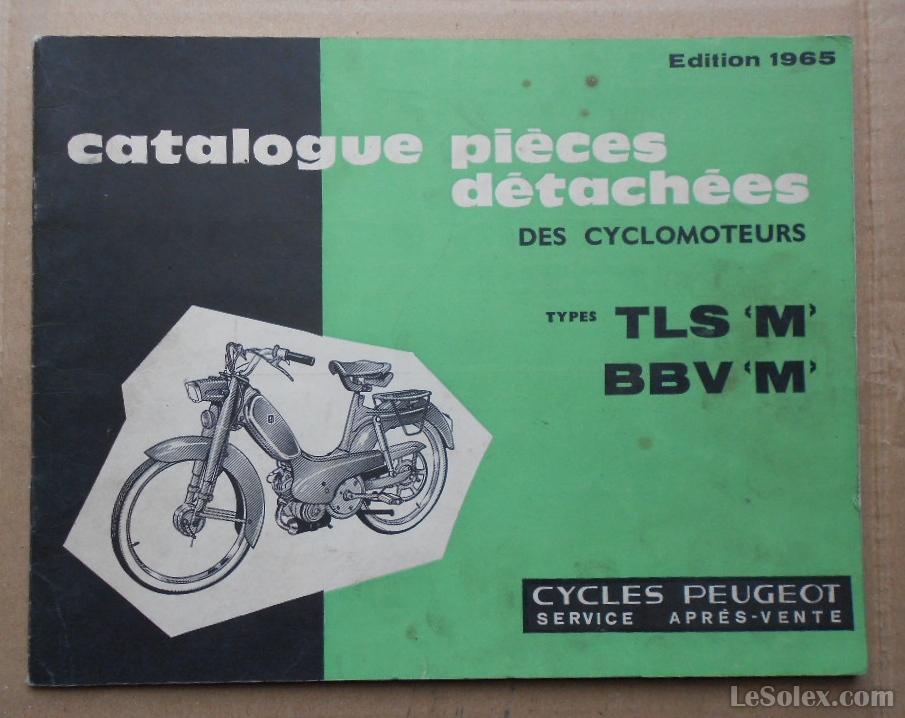 Edition 1965
catalogue pièces
détachées
DES CYCLOMOTEURS
TYPES TLS 'M'
BBV 'M'
CYCLES PEUGEOT
SERVICE APRÈS-VENTE
LeSolex.com